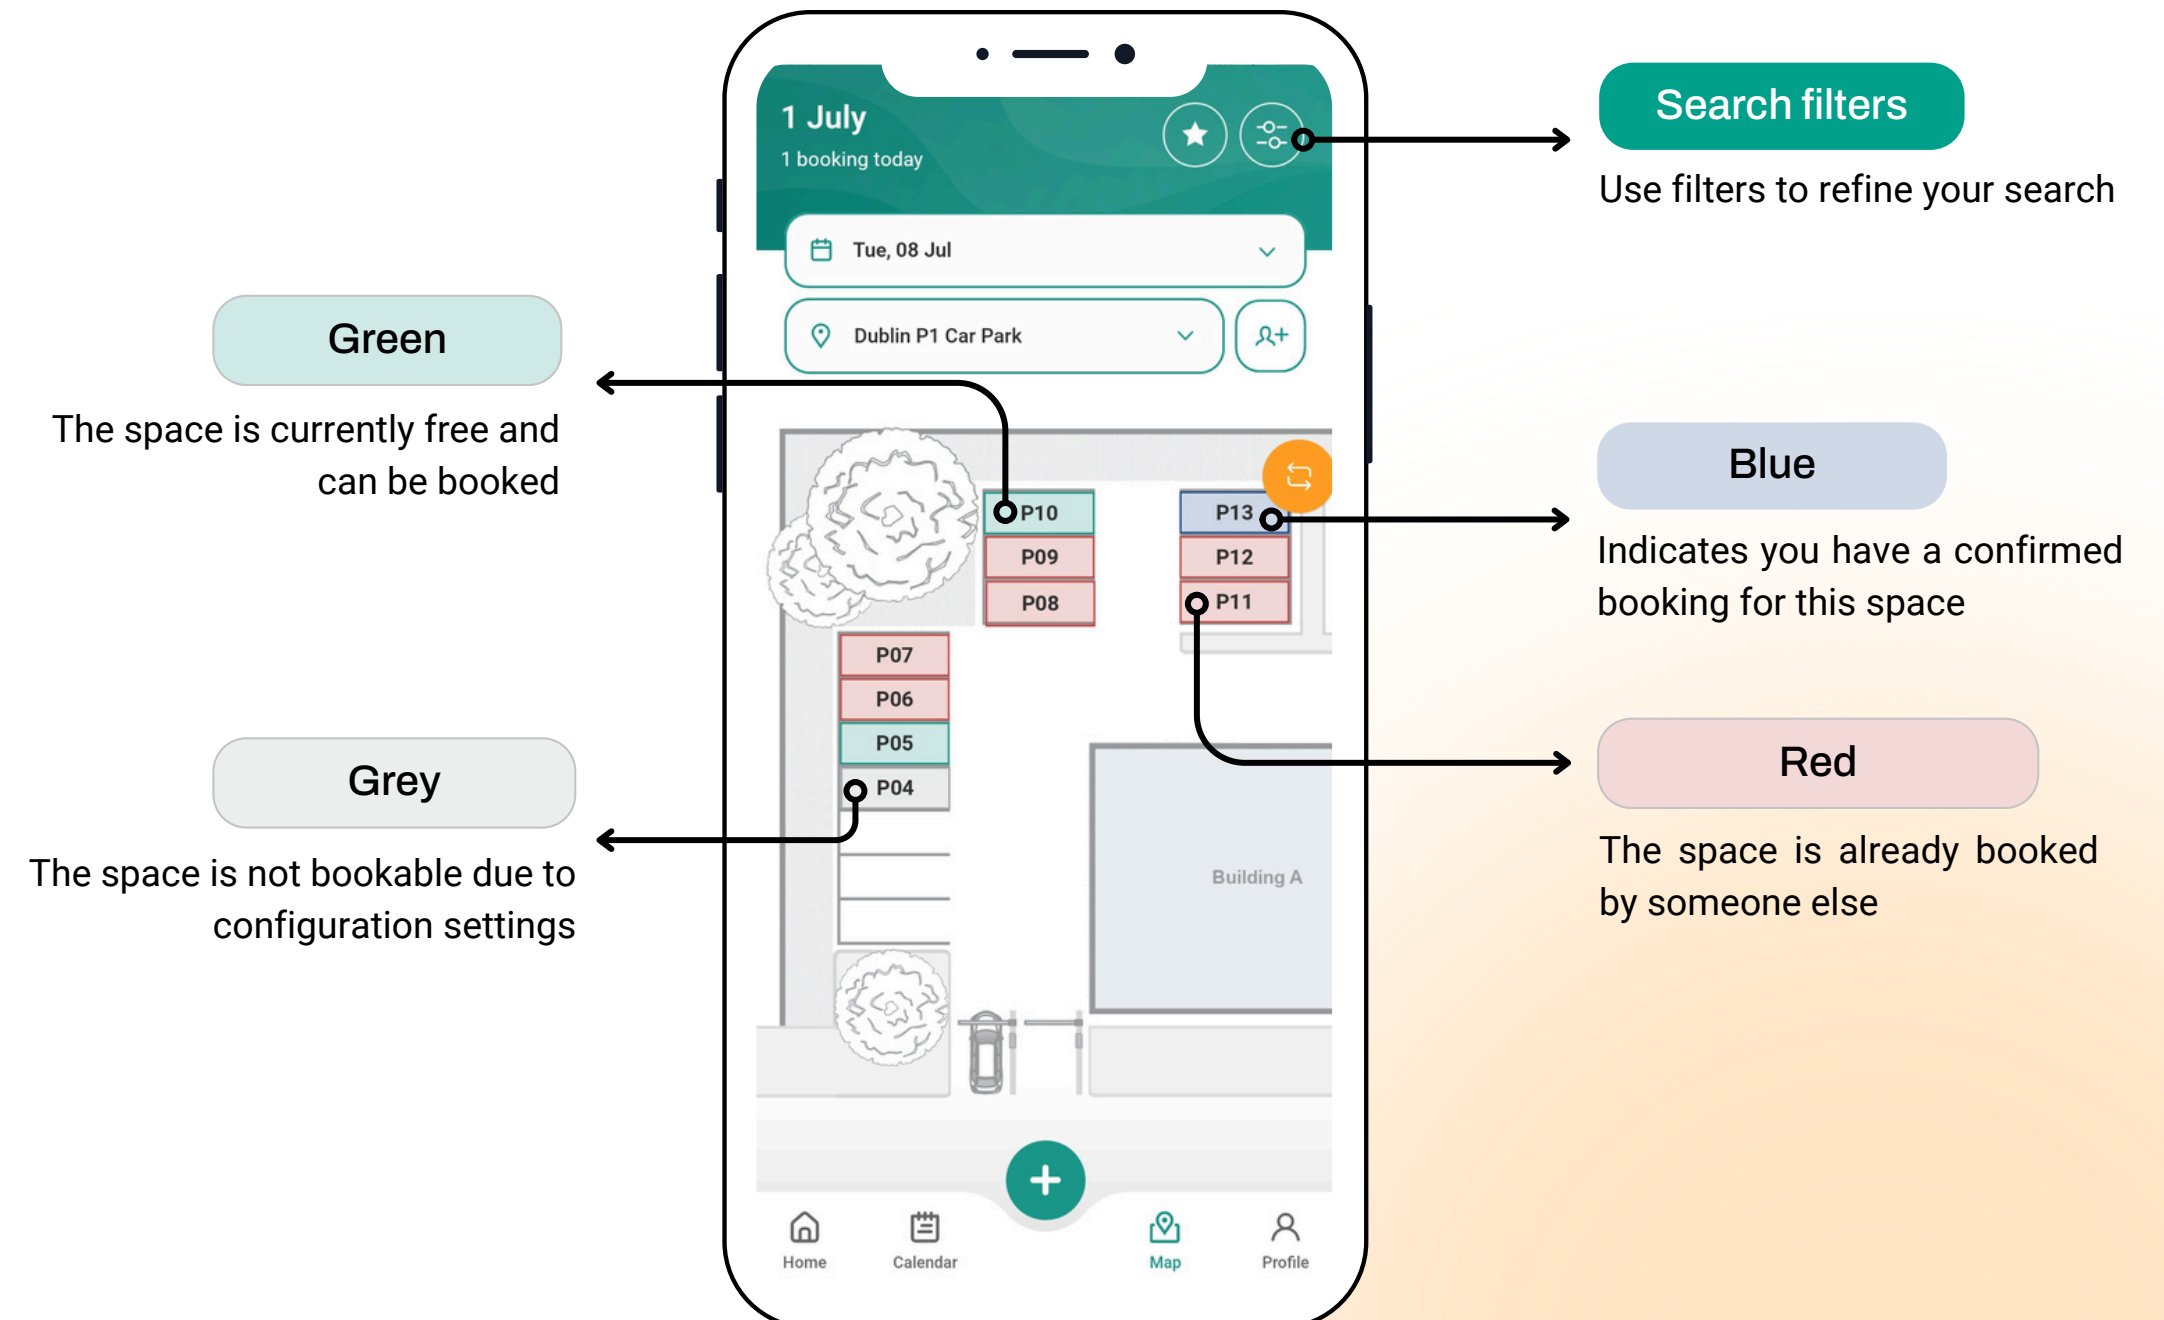 1 July
1 booking today
Tue, 08 Jul
Dublin P1 Car Park
Search filters
Use filters to refine your search
Green
The space is currently free and
can be booked
Blue
Indicates you have a confirmed
booking for this space
Grey
The space is not bookable due to
configuration settings
Red
The space is already booked
by someone else
P10
P09
P08
P13
P12
P11
P07
P06
P05
P04
Building A
Home
Calendar
Map
Profile